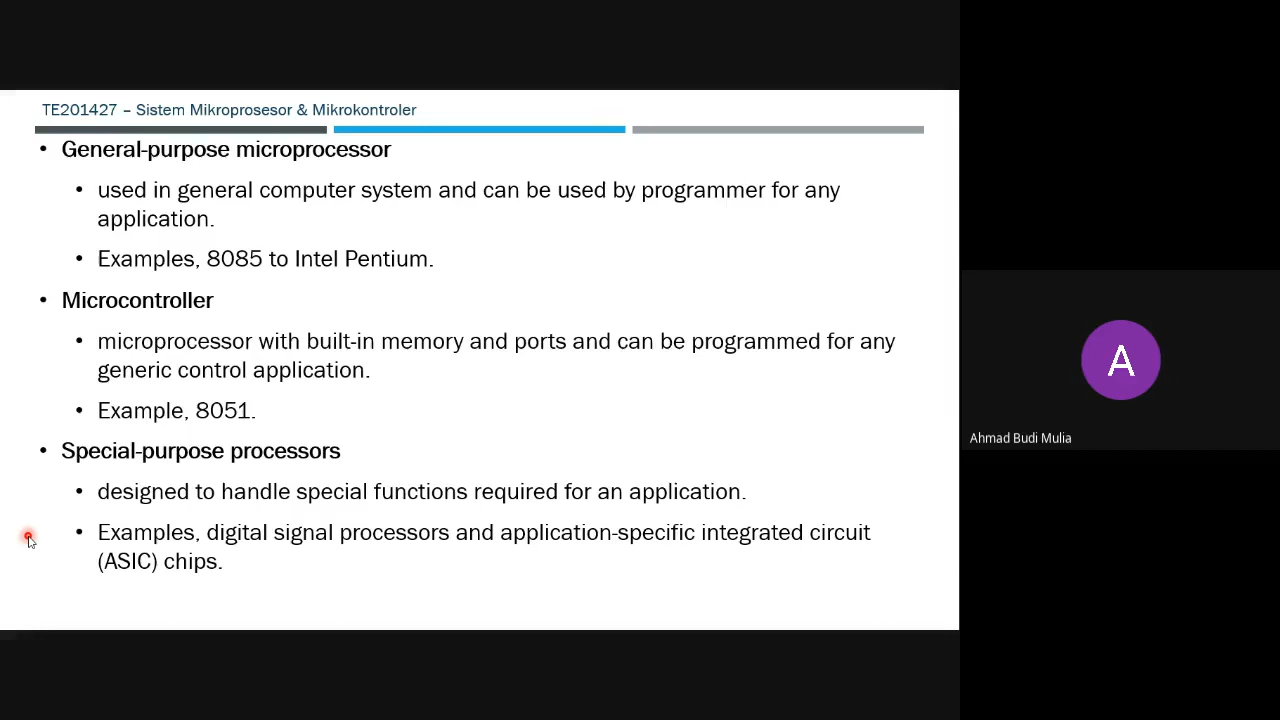 TE201427 – Sistem Mikroprosesor & Mikrokontroler
• General-purpose microprocessor
• used in general computer system and can be used by programmer for any
application.
• Examples, 8085 to Intel Pentium.
• Microcontroller
• microprocessor with built-in memory and ports and can be programmed for any
generic control application.
• Example, 8051.
• Special-purpose processors
• designed to handle special functions required for an application.
• Examples, digital signal processors and application-specific integrated circuit
(ASIC) chips.
A
Ahmad Budi Mulia